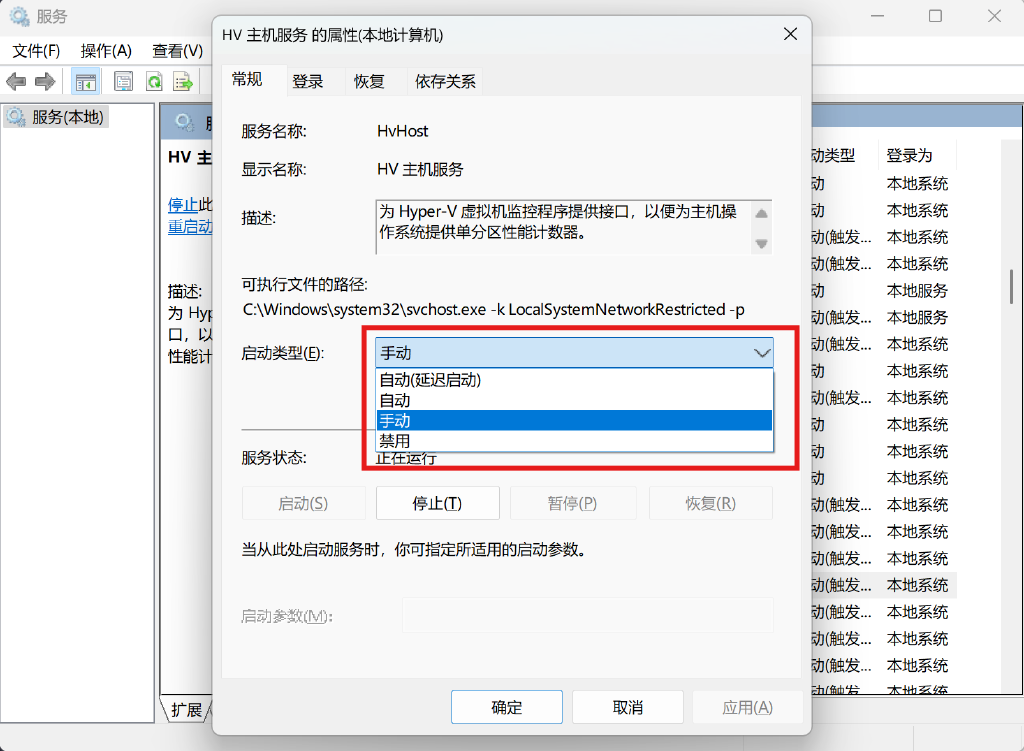 服务
文件(F) 操作(A) 查看(V)
服务(本地)
HV 主
停止此
重启动
描述:
为 Hyp
口，以
性能计
扩展
HV 主机服务 的属性(本地计算机)
常规 登录 恢复 依存关系
服务名称: HvHost
显示名称: HV 主机服务
描述: 为 Hyper-V 虚拟机监控程序提供接口，以便为主机操
作系统提供单分区性能计数器。
可执行文件的路径:
C:\Windows\system32\svchost.exe -k LocalSystemNetworkRestricted -p
启动类型(E): 手动
自动(延迟启动)
自动
手动
禁用
服务状态: 正在运行
启动(S) 停止(T) 暂停(P) 恢复(R)
当从此处启动服务时，你可指定所适用的启动参数。
启动参数(M):
确定 取消 应用(A)
动类型 登录为
动 本地系统
动 本地系统
动(触发... 本地系统
动(触发... 本地系统
动 本地服务
动(触发... 本地服务
动(触发... 本地系统
动 本地系统
动(触发... 本地系统
动 本地系统
动 本地系统
动 本地系统
动(触发... 本地系统
动(触发... 本地系统
动(触发... 本地系统
动(触发... 本地系统
动(触发... 本地系统
动(触发... 本地系统
动(触发... 本地系统
动(触发... 本地系统